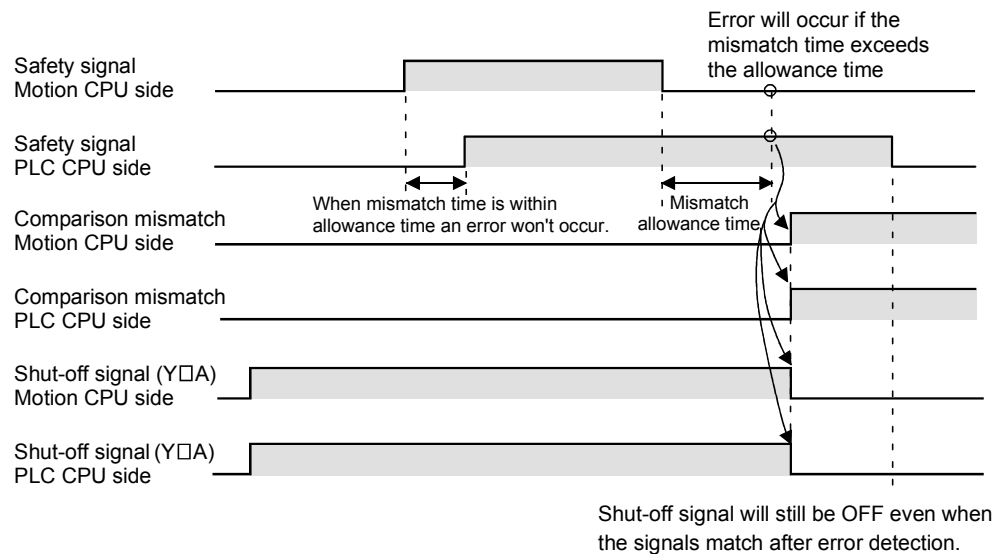 Error will occur if the
mismatch time exceeds
the allowance time
Safety signal
Motion CPU side
Safety signal
PLC CPU side
When mismatch time is within
allowance time an error won't occur.
Mismatch
allowance time
Comparison mismatch
Motion CPU side
Comparison mismatch
PLC CPU side
Shut-off signal (Y□A)
Motion CPU side
Shut-off signal (Y□A)
PLC CPU side
Shut-off signal will still be OFF even when
the signals match after error detection.